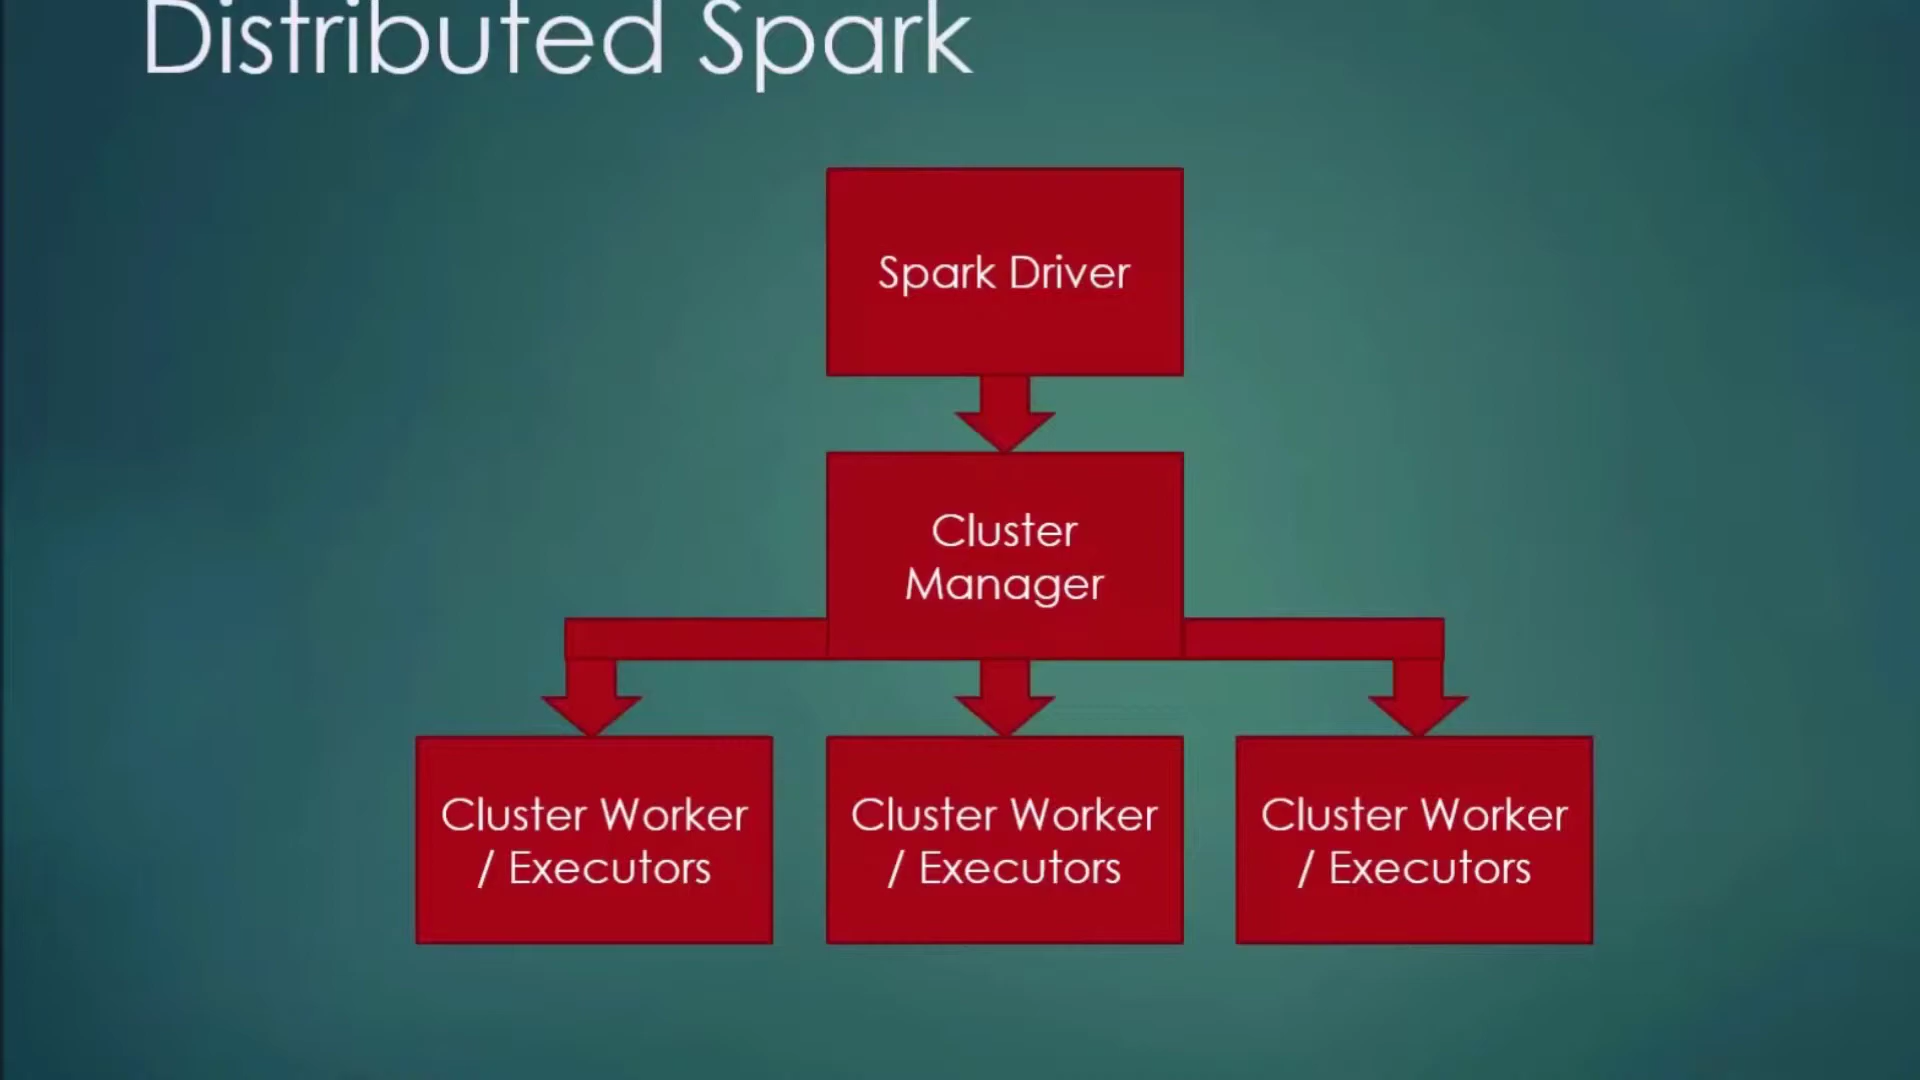 Distributed Spark
Spark Driver
Cluster
Manager
Cluster Worker
/ Executors
Cluster Worker
/ Executors
Cluster Worker
/ Executors